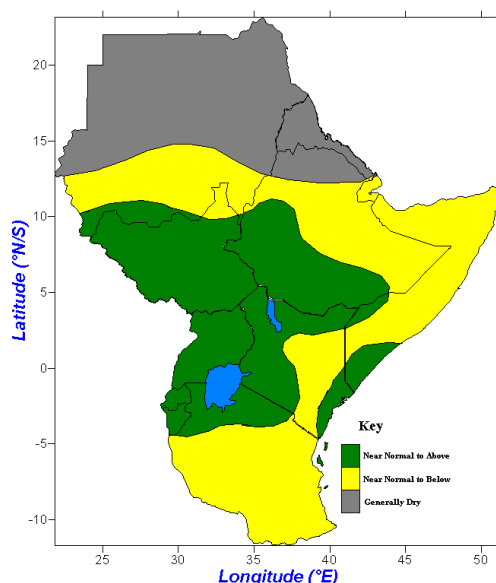 20
15
10
5
0
-5
-10
Latitude (°N/S)
Key
Near Normal to Above
Near Normal to Below
Generally Dry
25 30 35 40 45 50
Longitude (°E)